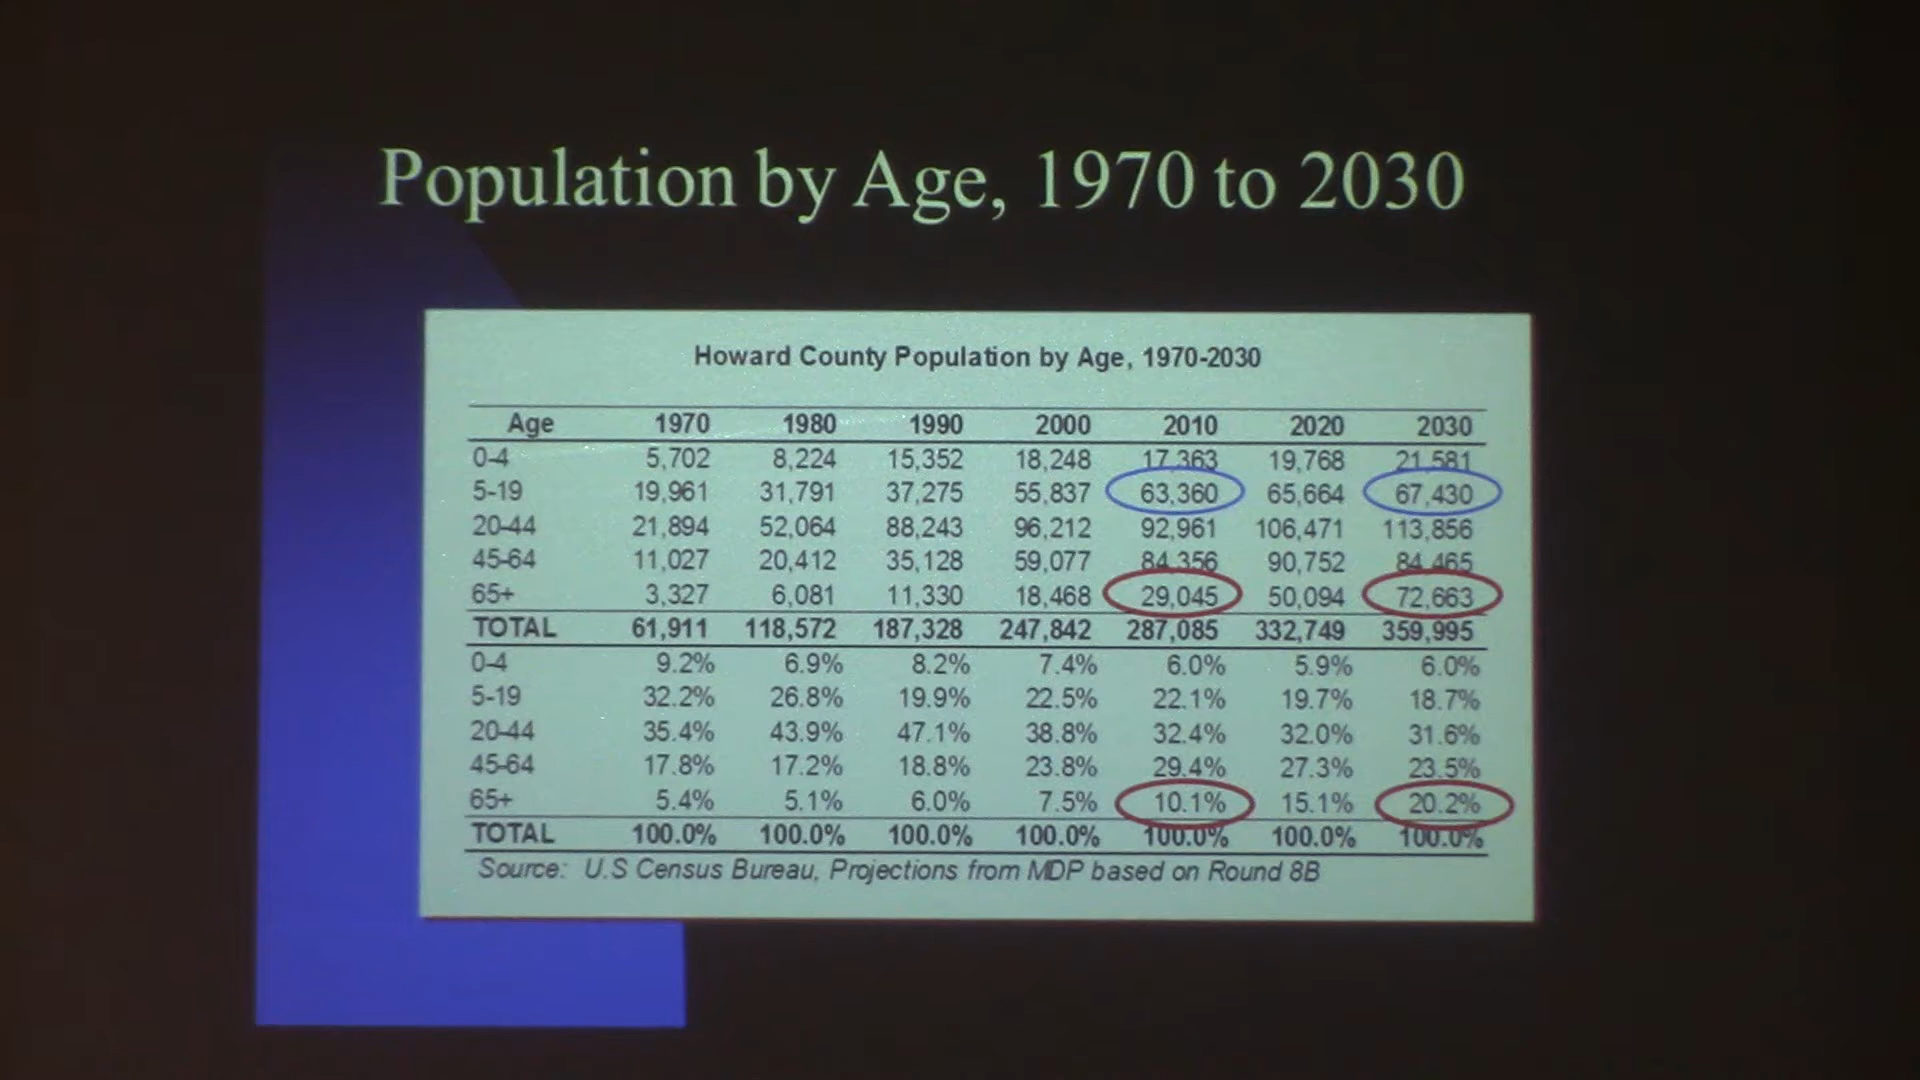 Population by Age, 1970 to 2030
Howard County Population by Age, 1970-2030
Age 1970 1980 1990 2000 2010 2020 2030
0-4 5,702 8,224 15,352 18,248 17,363 19,768 21,581
5-19 19,961 31,791 37,275 55,837 63,360 65,664 67,430
20-44 21,894 52,064 88,243 96,212 92,961 106,471 113,856
45-64 11,027 20,412 35,128 59,077 84,356 90,752 84,465
65+ 3,327 6,081 11,330 18,468 29,045 50,094 72,663
TOTAL 61,911 118,572 187,328 247,842 287,085 332,749 359,995
0-4 9.2% 6.9% 8.2% 7.4% 6.0% 5.9% 6.0%
5-19 32.2% 26.8% 19.9% 22.5% 22.1% 19.7% 18.7%
20-44 35.4% 43.9% 47.1% 38.8% 32.4% 32.0% 31.6%
45-64 17.8% 17.2% 18.8% 23.8% 29.4% 27.3% 23.5%
65+ 5.4% 5.1% 6.0% 7.5% 10.1% 15.1% 20.2%
TOTAL 100.0% 100.0% 100.0% 100.0% 100.0% 100.0% 100.0%
Source: U.S Census Bureau, Projections from MDP based on Round 8B